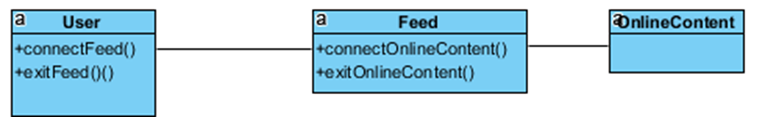 a User
+connectFeed()
+exitFeed()()
a Feed
+connectOnlineContent()
+exitOnlineContent()
a OnlineContent